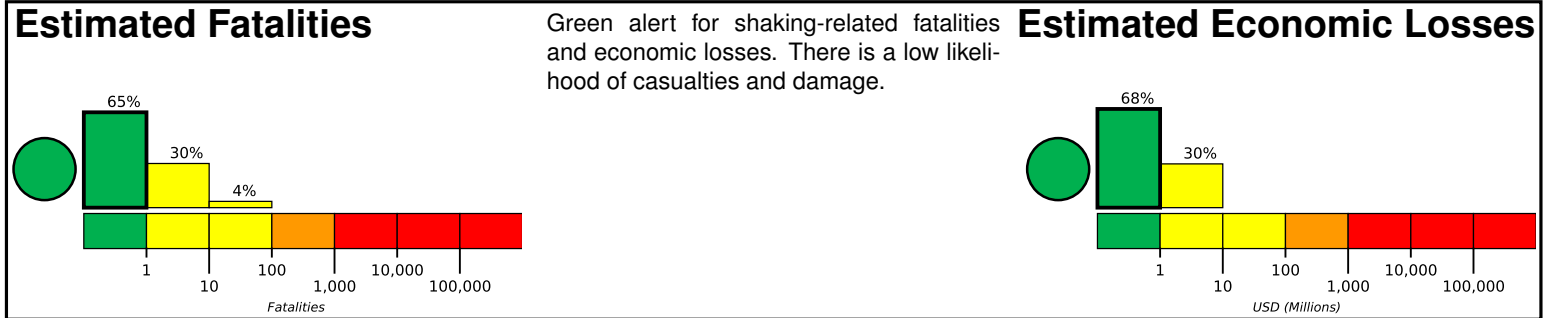 Estimated Fatalities
65%
30%
4%
1
10
100
1,000
10,000
100,000
Fatalities
Green alert for shaking-related fatalities
and economic losses. There is a low likeli-
hood of casualties and damage.
Estimated Economic Losses
68%
30%
1
10
100
1,000
10,000
100,000
USD (Millions)